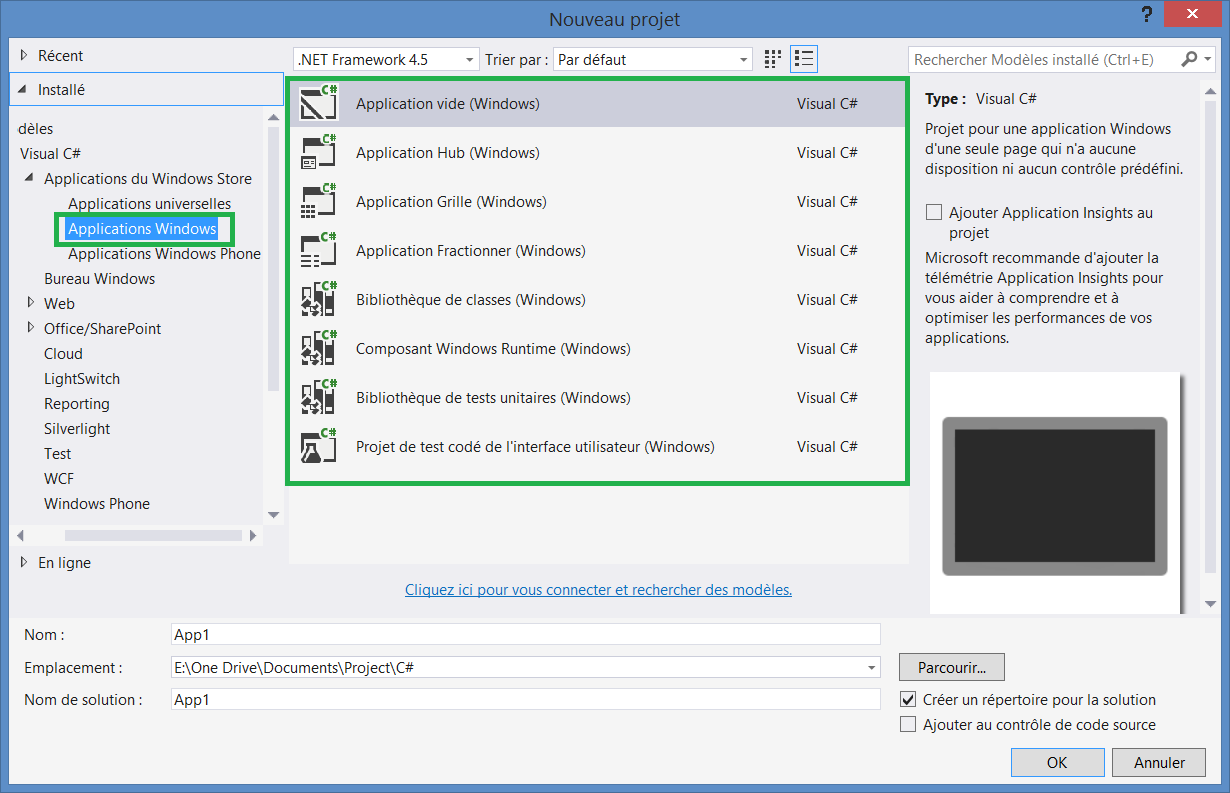 Nouveau projet
?
Récent
Installé
dèles
Visual C#
Applications du Windows Store
Applications universelles
Applications Windows
Applications Windows Phone
Bureau Windows
Web
Office/SharePoint
Cloud
LightSwitch
Reporting
Silverlight
Test
WCF
Windows Phone
En ligne
.NET Framework 4.5
Trier par :
Par défaut
C# Application vide (Windows) Visual C#
C# Application Hub (Windows) Visual C#
C# Application Grille (Windows) Visual C#
C# Application Fractionner (Windows) Visual C#
C# Bibliothèque de classes (Windows) Visual C#
C# Composant Windows Runtime (Windows) Visual C#
C# Bibliothèque de tests unitaires (Windows) Visual C#
C# Projet de test codé de l'interface utilisateur (Windows) Visual C#
Cliquez ici pour vous connecter et rechercher des modèles.
Rechercher Modèles installé (Ctrl+E)
Type : Visual C#
Projet pour une application Windows
d'une seule page qui n'a aucune
disposition ni aucun contrôle prédéfini.
Ajouter Application Insights au
projet
Microsoft recommande d'ajouter la
télémétrie Application Insights pour
vous aider à comprendre et à
optimiser les performances de vos
applications.
Nom : App1
Emplacement : E:\One Drive\Documents\Project\C#
Parcourir...
Nom de solution : App1
Créer un répertoire pour la solution
Ajouter au contrôle de code source
OK
Annuler